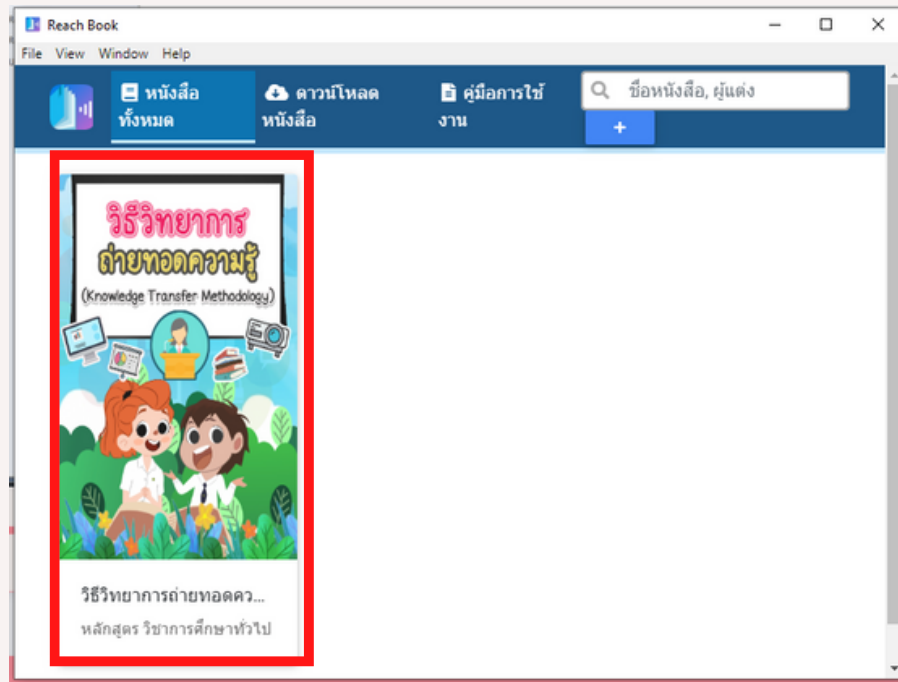 Reach Book
File View Window Help
หนังสือ
ทั้งหมด
ดาวน์โหลด
หนังสือ
คู่มือการใช้
งาน
ชื่อหนังสือ, ผู้แต่ง
+
วิธีวิทยาการ
ถ่ายทอดความรู้
(Knowledge Transfer Methodology)
วิธีวิทยาการถ่ายทอดคว...
หลักสูตร วิชาการศึกษาทั่วไป